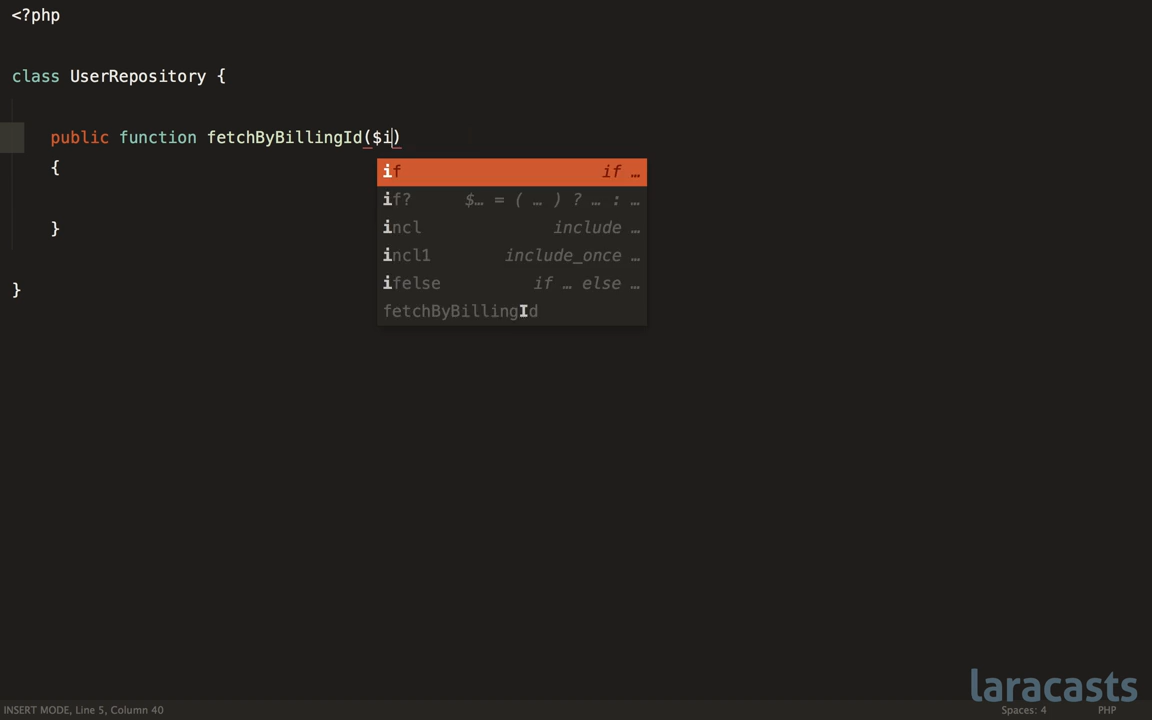 <?php
class UserRepository {
public function fetchByBillingId($i)
{
if if …
if? $… = ( … ) ? … : …
incl include …
incl1 include_once …
ifelse if … else …
fetchByBillingId
}
}
laracasts
INSERT MODE, Line 5, Column 40 Spaces: 4 PHP